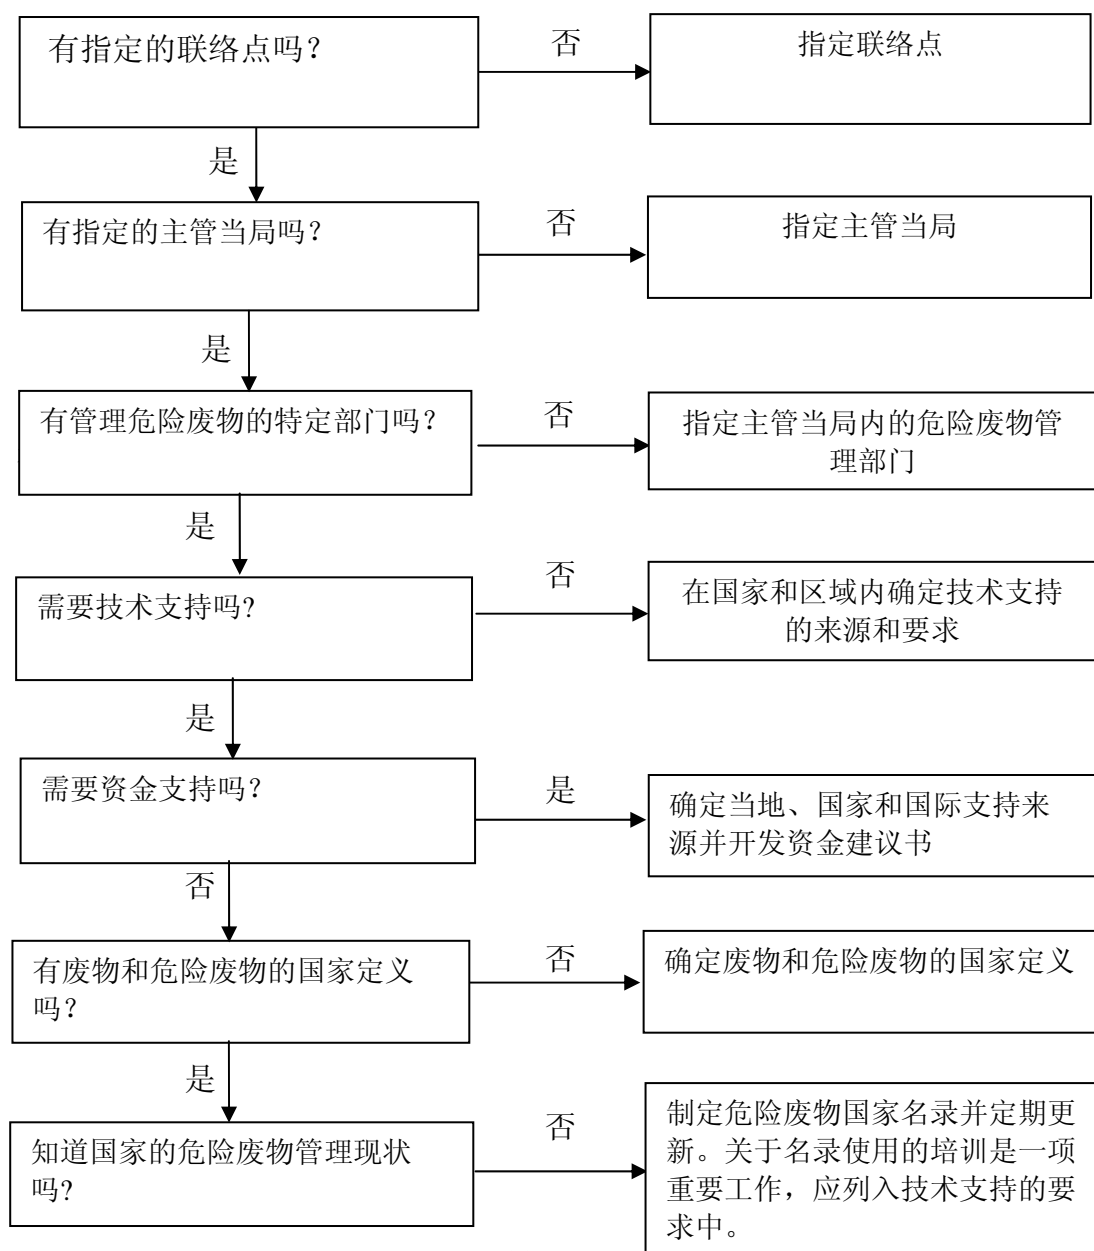 有指定的联络点吗？
否
指定联络点
是
有指定的主管当局吗？
否
指定主管当局
是
有管理危险废物的特定部门吗？
否
指定主管当局内的危险废物管
理部门
是
需要技术支持吗?
否
在国家和区域内确定技术支持
的来源和要求
是
需要资金支持吗？
是
确定当地、国家和国际支持来
源并开发资金建议书
否
有废物和危险废物的国家定义
吗？
否
确定废物和危险废物的国家定义
是
知道国家的危险废物管理现状
吗?
否
制定危险废物国家名录并定期更
新。关于名录使用的培训是一项
重要工作，应列入技术支持的要
求中。